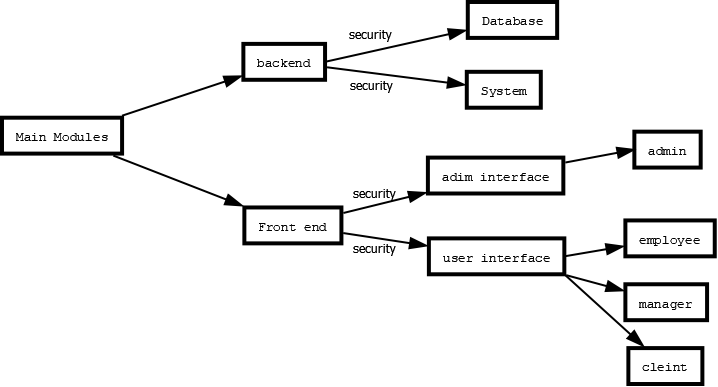 Database
security
backend
security
System
Main Modules
admin
adim interface
security
Front end
security
employee
user interface
manager
cleint